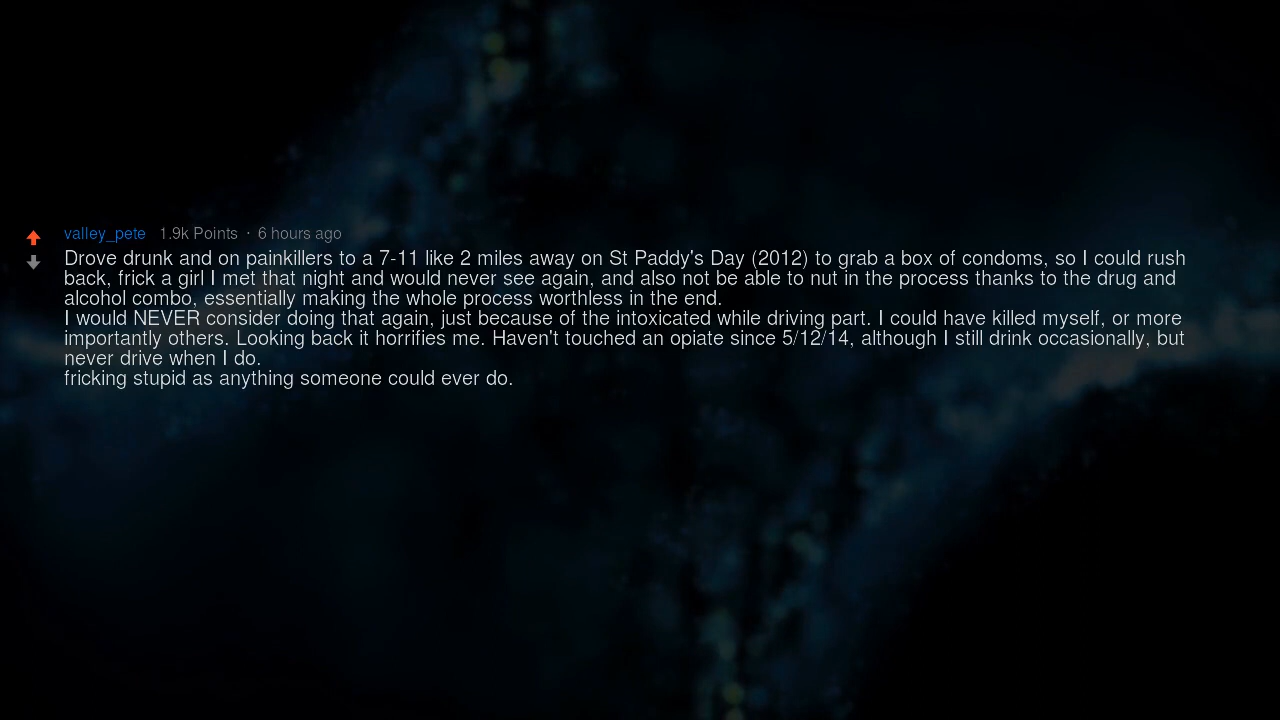 valley_pete 1.9k Points · 6 hours ago
Drove drunk and on painkillers to a 7-11 like 2 miles away on St Paddy's Day (2012) to grab a box of condoms, so I could rush
back, frick a girl I met that night and would never see again, and also not be able to nut in the process thanks to the drug and
alcohol combo, essentially making the whole process worthless in the end.
I would NEVER consider doing that again, just because of the intoxicated while driving part. I could have killed myself, or more
importantly others. Looking back it horrifies me. Haven't touched an opiate since 5/12/14, although I still drink occasionally, but
never drive when I do.
fricking stupid as anything someone could ever do.